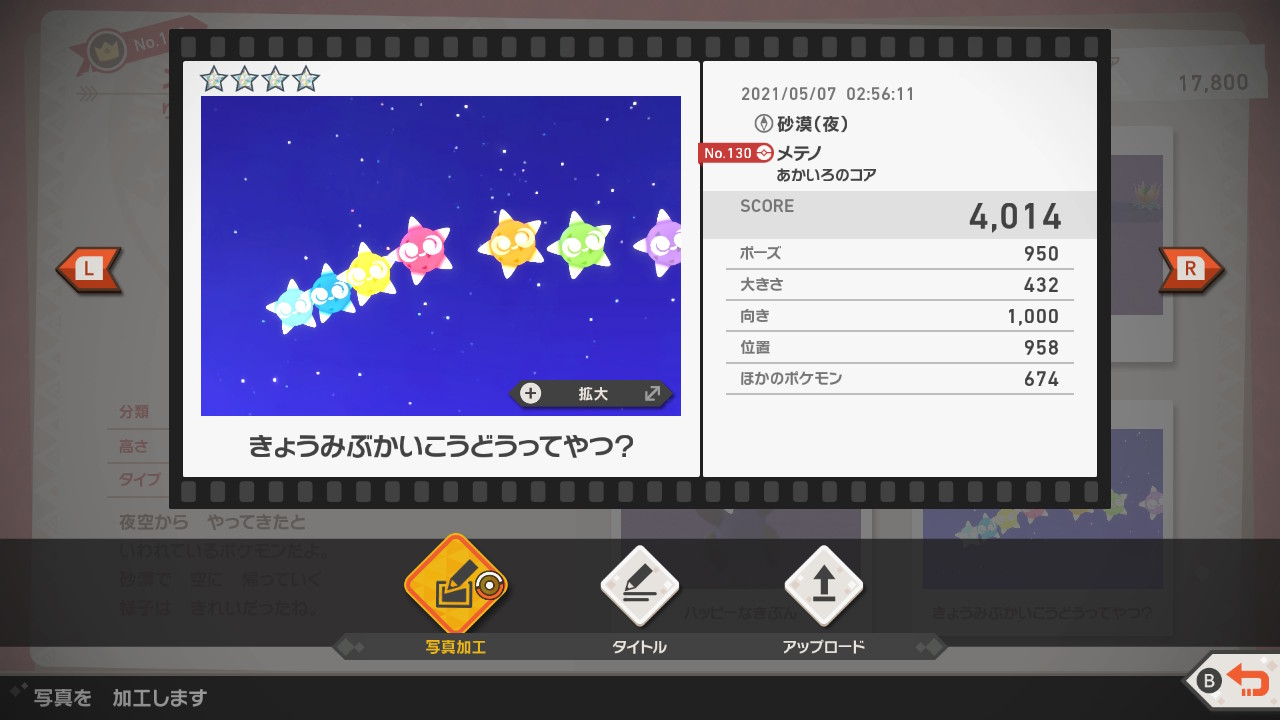 No.1
17,800
2021/05/07 02:56:11
砂漠(夜)
No.130 メテノ
あかいろのコア
SCORE 4,014
ポーズ 950
大きさ 432
向き 1,000
位置 958
ほかのポケモン 674
L
R
+ 拡大
きょうみぶかいこうどうってやつ?
分類
高さ
タイプ
夜空から やってきたと
いわれているポケモンだよ。
砂漠で 空に 帰っていく
様子は きれいだったね。
ハッピーなきぶん
きょうみぶかいこうどうってやつ?
写真加工
タイトル
アップロード
B
写真を 加工します